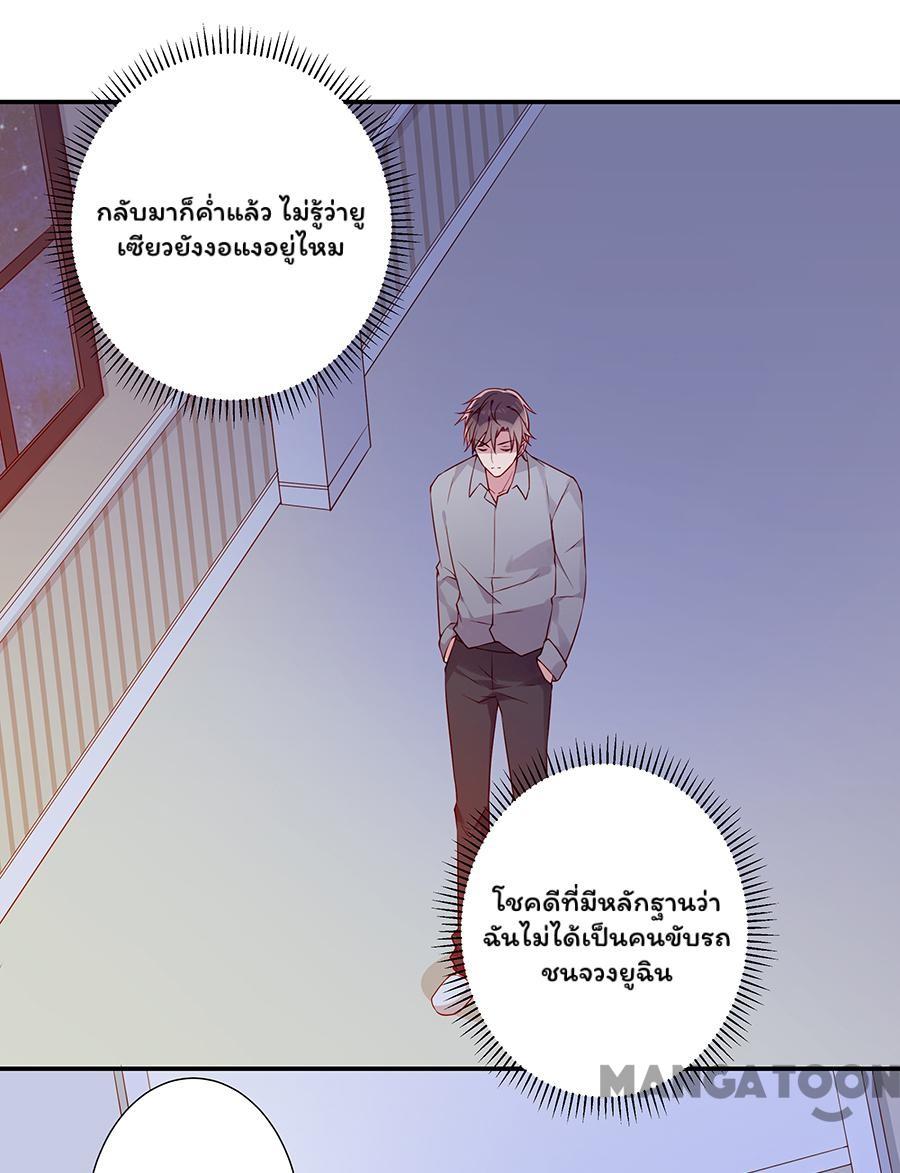 กลับมาก็ค่ำแล้ว ไม่รู้ว่ายู
เซียวยังงอแงอยู่ไหม
โชคดีที่มีหลักฐานว่า
ฉันไม่ได้เป็นคนขับรถ
ชนจวงยูฉิน
MANGATOON